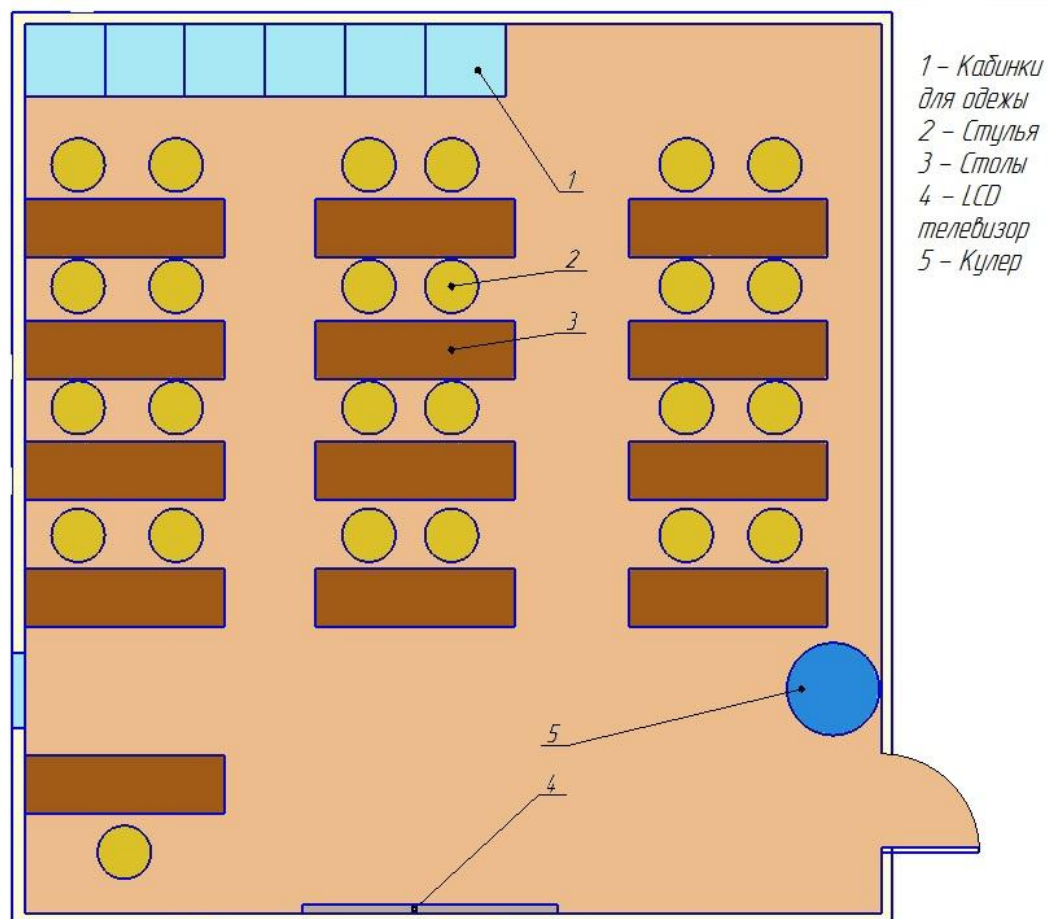 1 – Кабинки
для одежы
2 – Стулья
3 – Столы
4 – LCD
телевизор
5 – Кулер
1
2
3
5
4